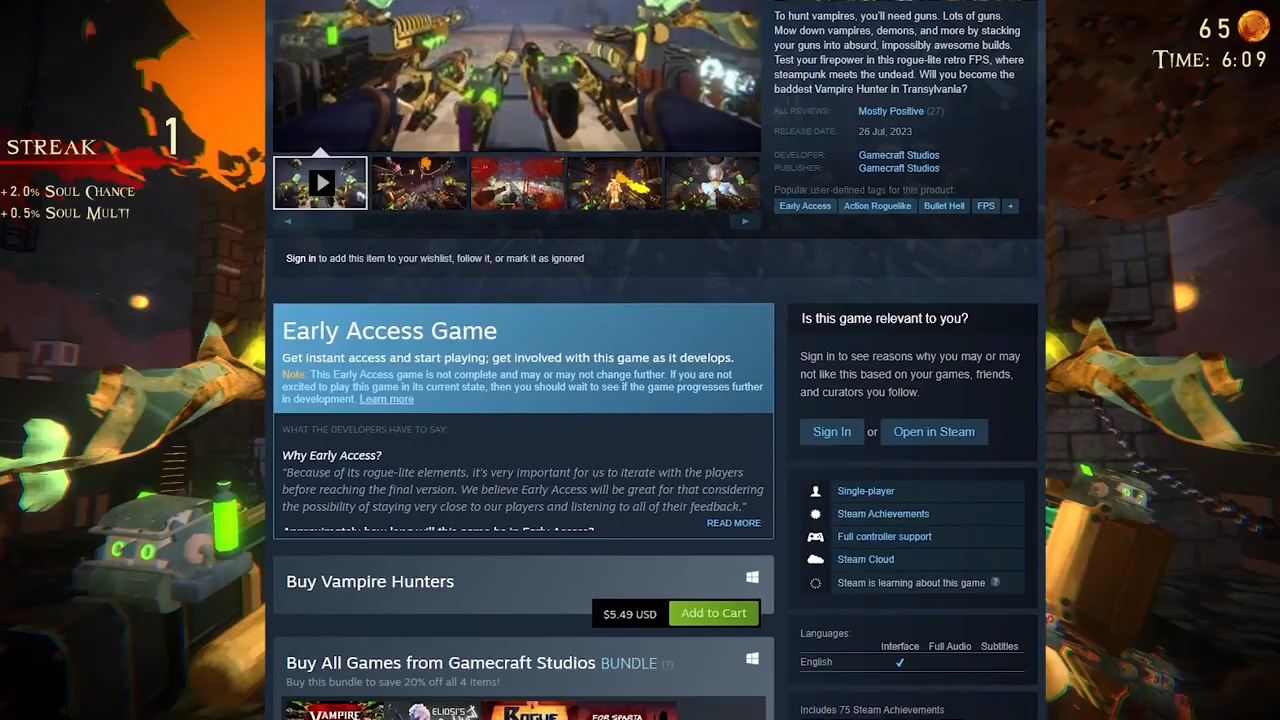 65
TIME: 6:09
STREAK 1
+2.0% SOUL CHANCE
+0.5% SOUL MULTI
To hunt vampires, you'll need guns. Lots of guns.
Mow down vampires, demons, and more by stacking
your guns into absurd, impossibly awesome builds.
Test your firepower in this rogue-lite retro FPS, where
steampunk meets the undead. Will you become the
baddest Vampire Hunter in Transylvania?
ALL REVIEWS: Mostly Positive (27)
RELEASE DATE: 26 Jul, 2023
DEVELOPER: Gamecraft Studios
PUBLISHER: Gamecraft Studios
Popular user-defined tags for this product:
Early Access Action Roguelike Bullet Hell FPS +
Sign in to add this item to your wishlist, follow it, or mark it as ignored
Early Access Game
Get instant access and start playing; get involved with this game as it develops.
Note: This Early Access game is not complete and may or may not change further. If you are not
excited to play this game in its current state, then you should wait to see if the game progresses further
in development. Learn more
WHAT THE DEVELOPERS HAVE TO SAY:
Why Early Access?
"Because of its rogue-lite elements, it's very important for us to iterate with the players
before reaching the final version. We believe Early Access will be great for that considering
the possibility of staying very close to our players and listening to all of their feedback."
Approximately how long will this game be in Early Access?
READ MORE
Buy Vampire Hunters
$5.49 USD Add to Cart
Buy All Games from Gamecraft Studios BUNDLE (?)
Buy this bundle to save 20% off all 4 items!
VAMPIRE
ELIOSI'S
ROGUE
FOR SPARTA
Is this game relevant to you?
Sign in to see reasons why you may or may
not like this based on your games, friends,
and curators you follow.
Sign In or Open in Steam
Single-player
Steam Achievements
Full controller support
Steam Cloud
Steam is learning about this game ?
Languages:
Interface Full Audio Subtitles
English ✔
Includes 75 Steam Achievements